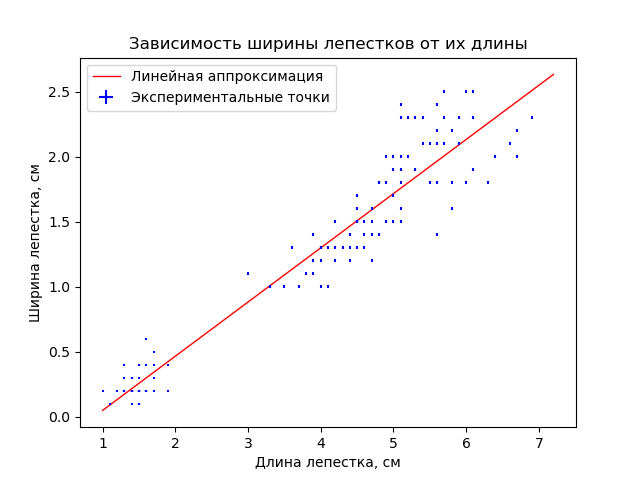 Зависимость ширины лепестков от их длины
Линейная аппроксимация
Экспериментальные точки
Ширина лепестка, см
2.5
2.0
1.5
1.0
0.5
0.0
1 2 3 4 5 6 7
Длина лепестка, см